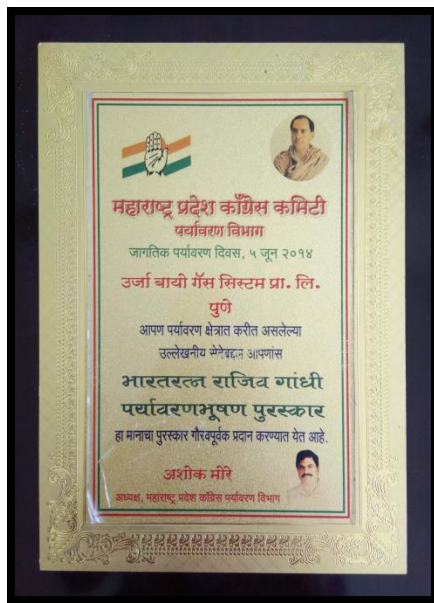 महाराष्ट्र प्रदेश काँग्रेस कमिटी
पर्यावरण विभाग
जागतिक पर्यावरण दिवस, ५ जून २०१४
उर्जा बायो गॅस सिस्टम प्रा. लि.
पुणे
आपण पर्यावरण क्षेत्रात करीत असलेल्या
उल्लेखनीय सेवेबद्दल आपणांस
भारतरत्न राजिव गांधी
पर्यावरणभूषण पुरस्कार
हा मानाचा पुरस्कार गौरवपूर्वक प्रदान करण्यात येत आहे.
अशोक मोरे
अध्यक्ष, महाराष्ट्र प्रदेश काँग्रेस पर्यावरण विभाग